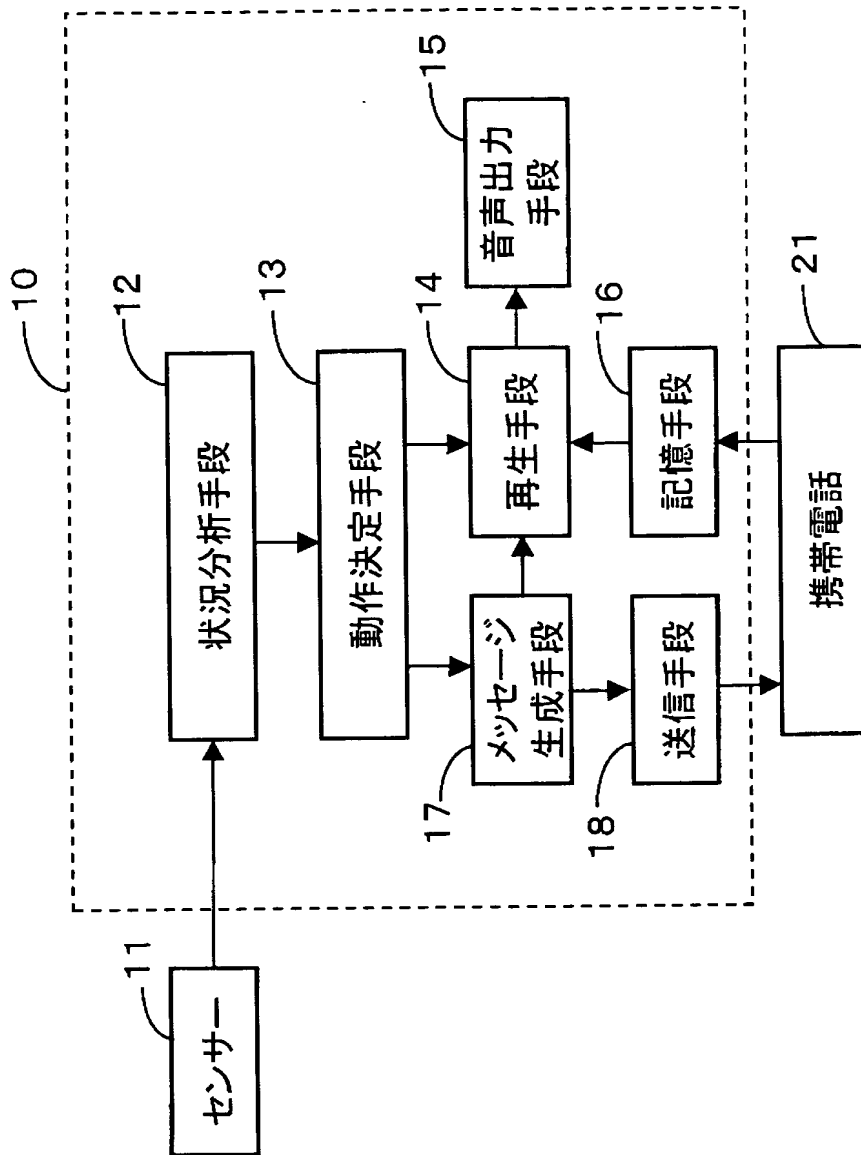 10
11
センサー
12
状況分析手段
13
動作決定手段
17
メッセージ
生成手段
14
再生手段
15
音声出力
手段
18
送信手段
16
記憶手段
21
携帯電話